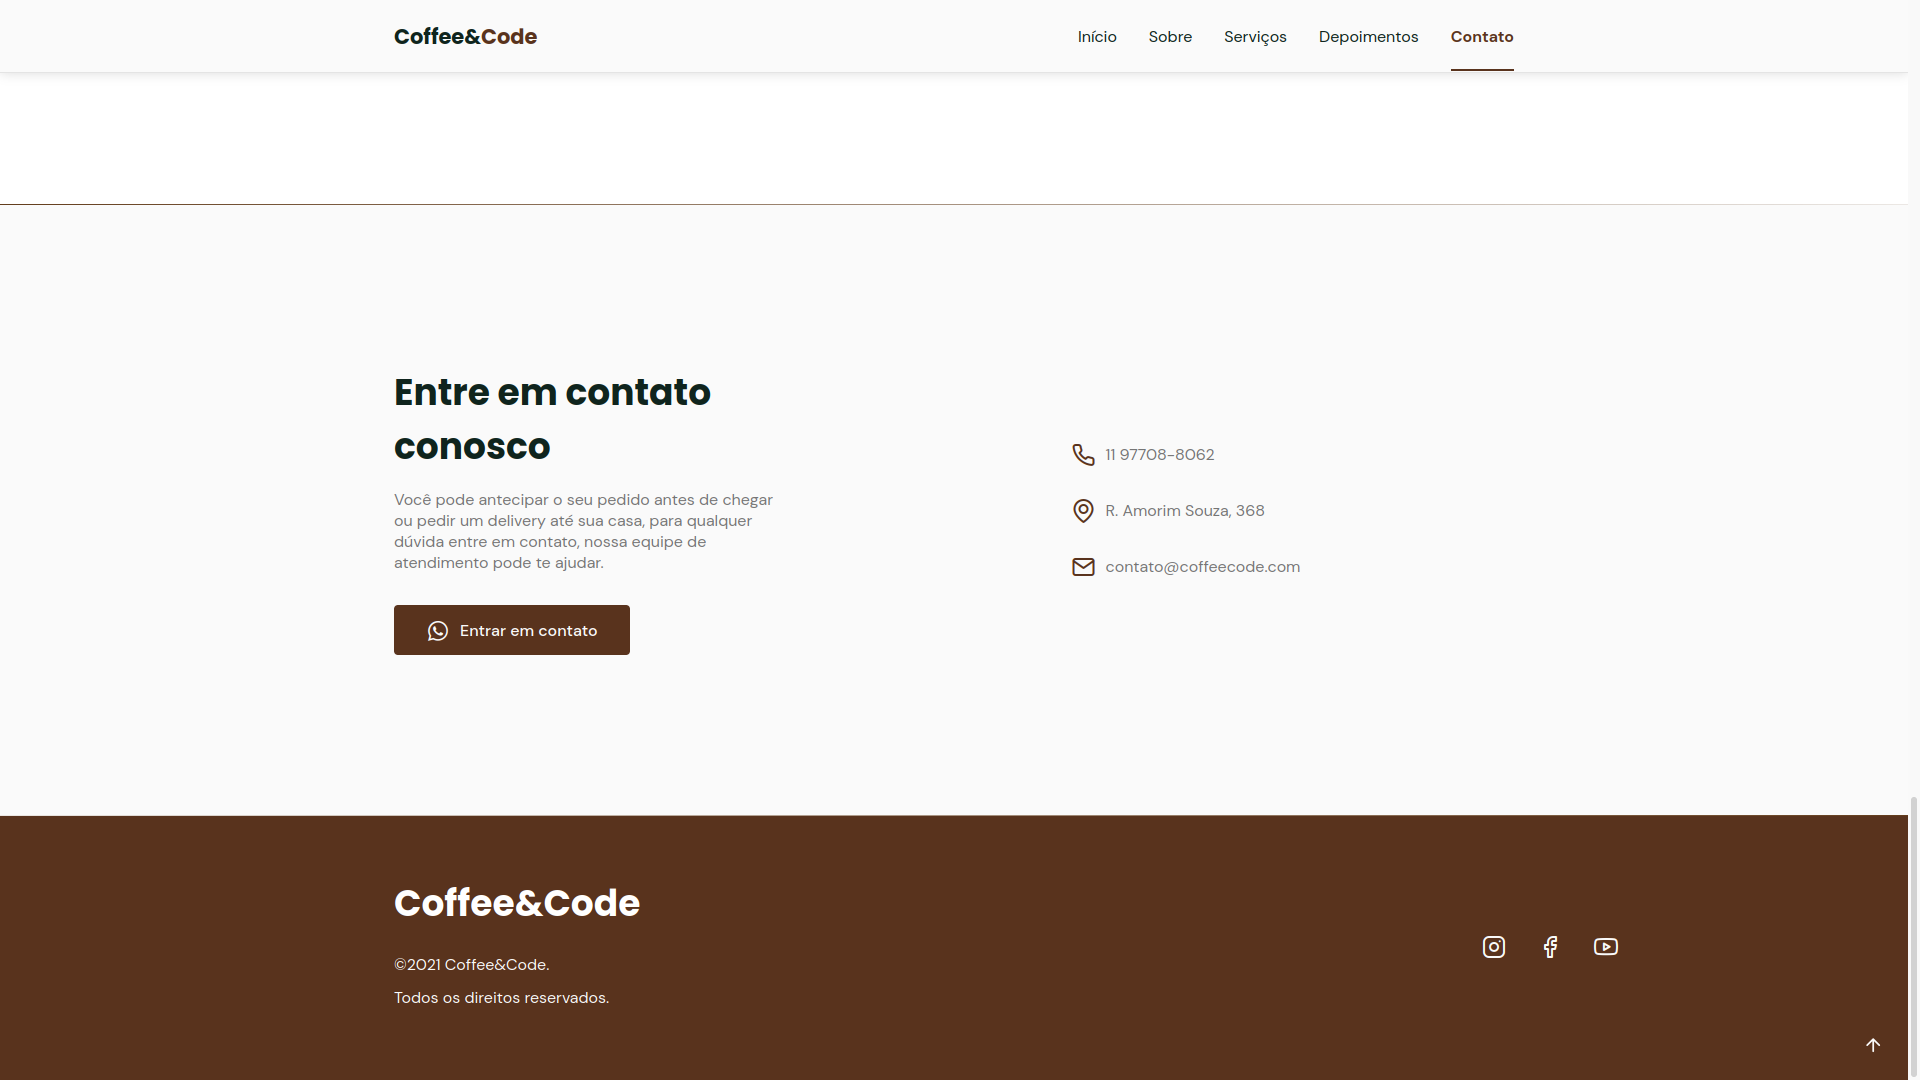 Coffee&Code
Início
Sobre
Serviços
Depoimentos
Contato
Entre em contato
conosco
Você pode antecipar o seu pedido antes de chegar
ou pedir um delivery até sua casa, para qualquer
dúvida entre em contato, nossa equipe de
atendimento pode te ajudar.
Entrar em contato
11 97708-8062
R. Amorim Souza, 368
contato@coffeecode.com
Coffee&Code
©2021 Coffee&Code.
Todos os direitos reservados.